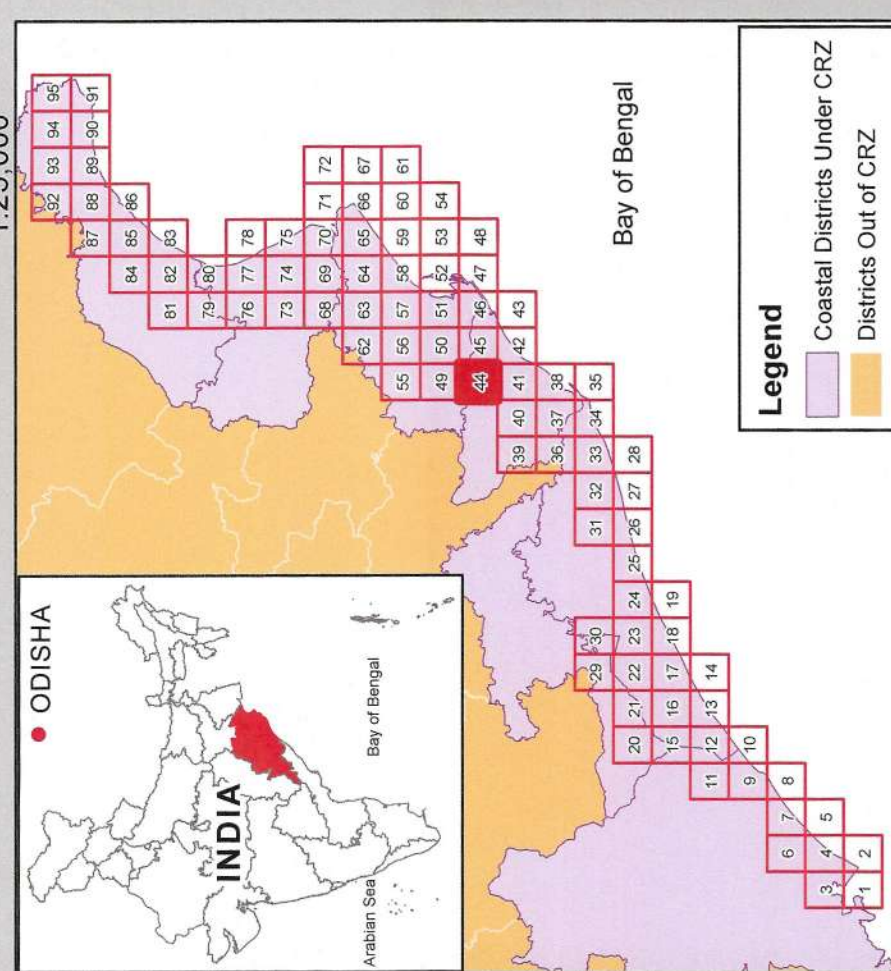 1:25,000
92 93 94 95
87 88 89 90 91
84 85 86
81 82 83
79 80
76 77 78
73 74 75
68 69 70 71 72
62 63 64 65 66 67
55 56 57 58 59 60 61
49 50 51 52 53 54
44 45 46 47 48
39 40 41 42 43
36 37 38
29 30 31 32 33 34 35
20 21 22 23 24 25 26 27 28
15 16 17 18 19
11 12 13 14
9 10
6 7 8
3 4 5
1 2
Bay of Bengal
ODISHA
INDIA
Arabian Sea
Bay of Bengal
Legend
Coastal Districts Under CRZ
Districts Out of CRZ